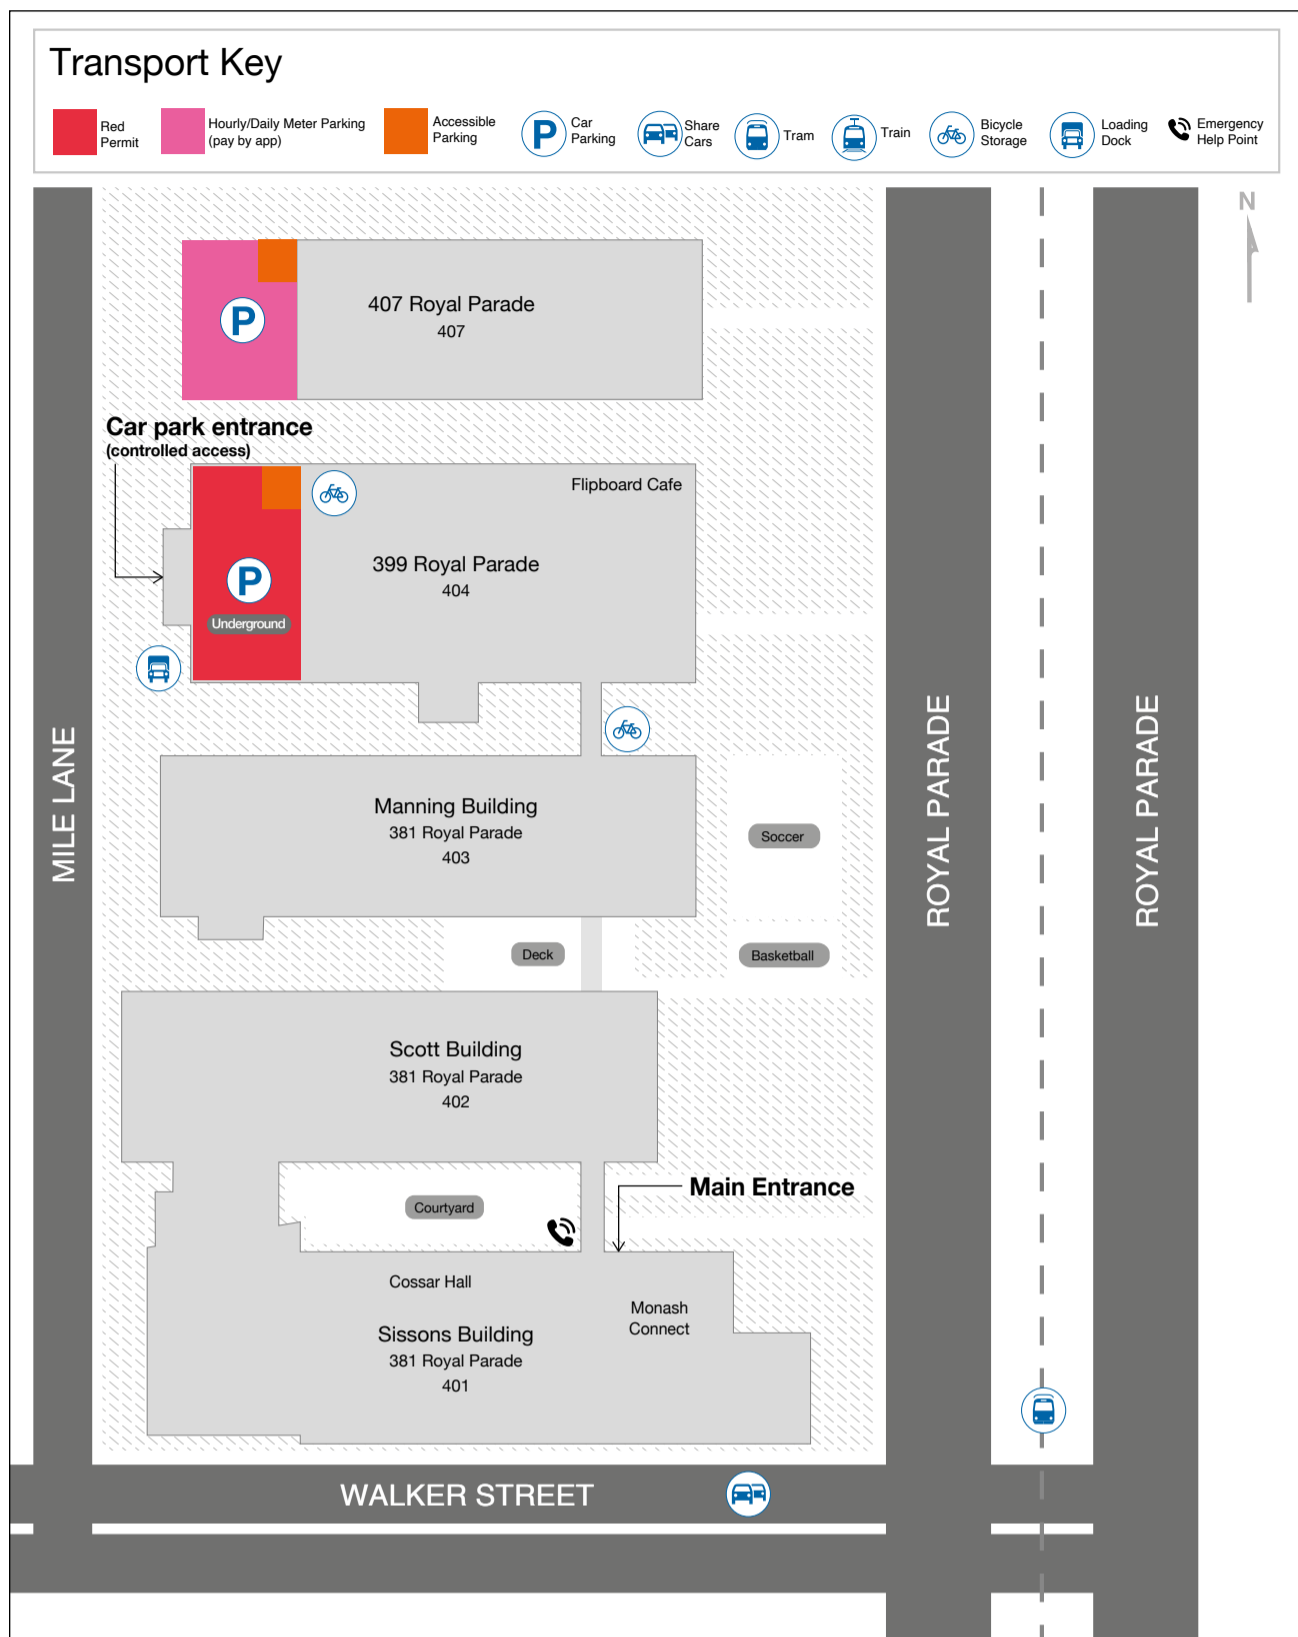 Transport Key
Red
Permit
Hourly/Daily Meter Parking
(pay by app)
Accessible
Parking
P
Car
Parking
Share
Cars
Tram
Train
Bicycle
Storage
Loading
Dock
Emergency
Help Point
N
407 Royal Parade
407
P
Car park entrance
(controlled access)
Flipboard Cafe
399 Royal Parade
404
P
Underground
MILE LANE
ROYAL PARADE
ROYAL PARADE
Manning Building
381 Royal Parade
403
Soccer
Deck
Basketball
Scott Building
381 Royal Parade
402
Main Entrance
Courtyard
Cossar Hall
Monash
Connect
Sissons Building
381 Royal Parade
401
WALKER STREET